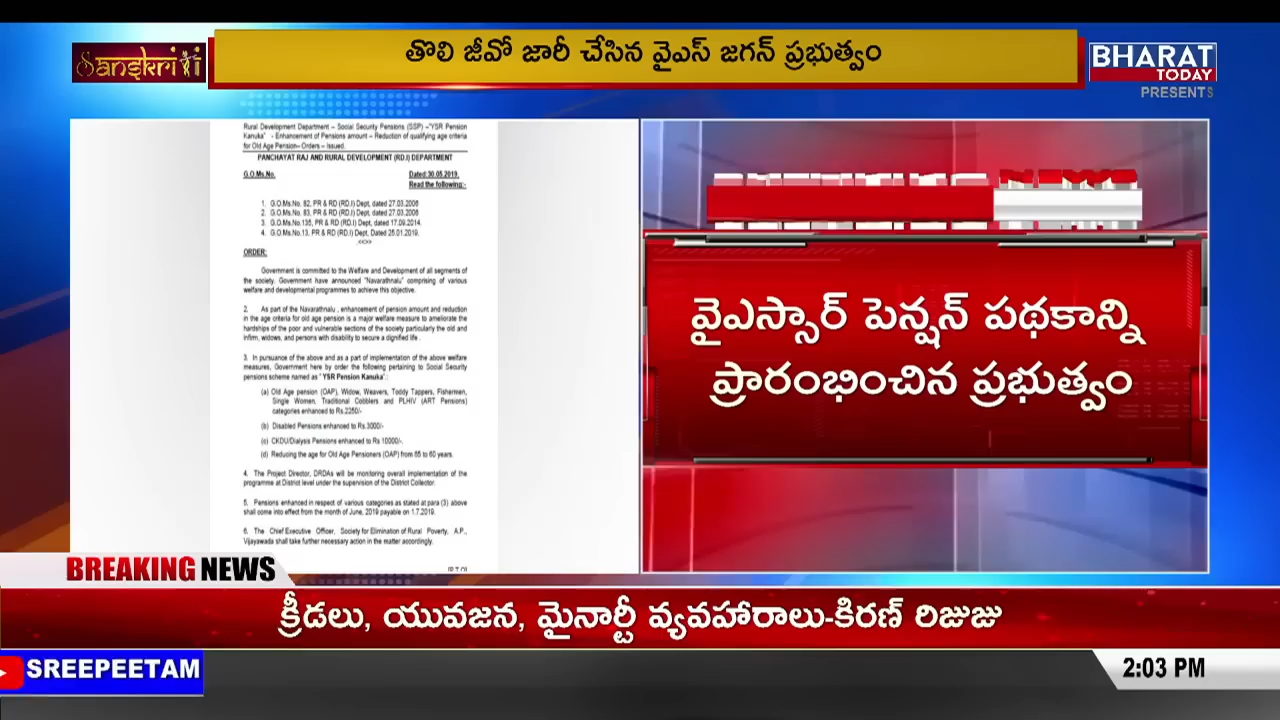 Sanskriti
తొలి జీవో జారీ చేసిన వైఎస్ జగన్ ప్రభుత్వం
BHARAT
TODAY
PRESENTS
Rural Development Department – Social Security Pensions (SSP) –"YSR Pension
Kanuka" - Enhancement of Pensions amount – Reduction of qualifying age criteria
for Old Age Pension– Orders – Issued.
PANCHAYAT RAJ AND RURAL DEVELOPMENT (RD.I) DEPARTMENT
G.O.Ms.No. Dated:30.05.2019.
Read the following:-
1. G.O.Ms.No. 82, PR & RD (RD.I) Dept, dated 27.03.2006
2. G.O.Ms.No. 83, PR & RD (RD.I) Dept, dated 27.03.2006
3. G.O.Ms.No.135, PR & RD (RD.I) Dept, dated 17.09.2014.
4. G.O.Ms.No.13, PR & RD (RD.I) Dept, Dated 25.01.2019.
ORDER:
Government is committed to the Welfare and Development of all segments of
the society. Government have announced "Navarathnalu" comprising of various
welfare and developmental programmes to achieve this objective.
2. As part of the Navarathnalu , enhancement of pension amount and reduction
in the age criteria for old age pension is a major welfare measure to ameliorate the
hardships of the poor and vulnerable sections of the society particularly the old and
infirm, widows, and persons with disability to secure a dignified life .
3. In pursuance of the above and as a part of implementation of the above welfare
measures, Government here by order the following pertaining to Social Security
pensions scheme named as " YSR Pension Kanuka".:
(a) Old Age pension (OAP), Widow, Weavers, Toddy Tappers, Fishermen,
Single Women, Traditional Cobblers and PLHIV (ART Pensions)
categories enhanced to Rs.2250/-
(b) Disabled Pensions enhanced to Rs.3000/-
(c) CKDU/Dialysis Pensions enhanced to Rs 10000/-.
(d) Reducing the age for Old Age Pensioners (OAP) from 65 to 60 years.
4. The Project Director, DRDAs will be monitoring overall implementation of the
programme at District level under the supervision of the District Collector.
5. Pensions enhanced in respect of various categories as stated at para (3) above
shall come into effect from the month of June, 2019 payable on 1.7.2019.
6. The Chief Executive Officer, Society for Elimination of Rural Poverty, A.P.,
Vijayawada shall take further necessary action in the matter accordingly.
వైఎస్సార్ పెన్షన్ పథకాన్ని
ప్రారంభించిన ప్రభుత్వం
BREAKING NEWS
క్రీడలు, యువజన, మైనార్టీ వ్యవహారాలు-కిరణ్ రిజుజు
SREEPEETAM
2:03 PM